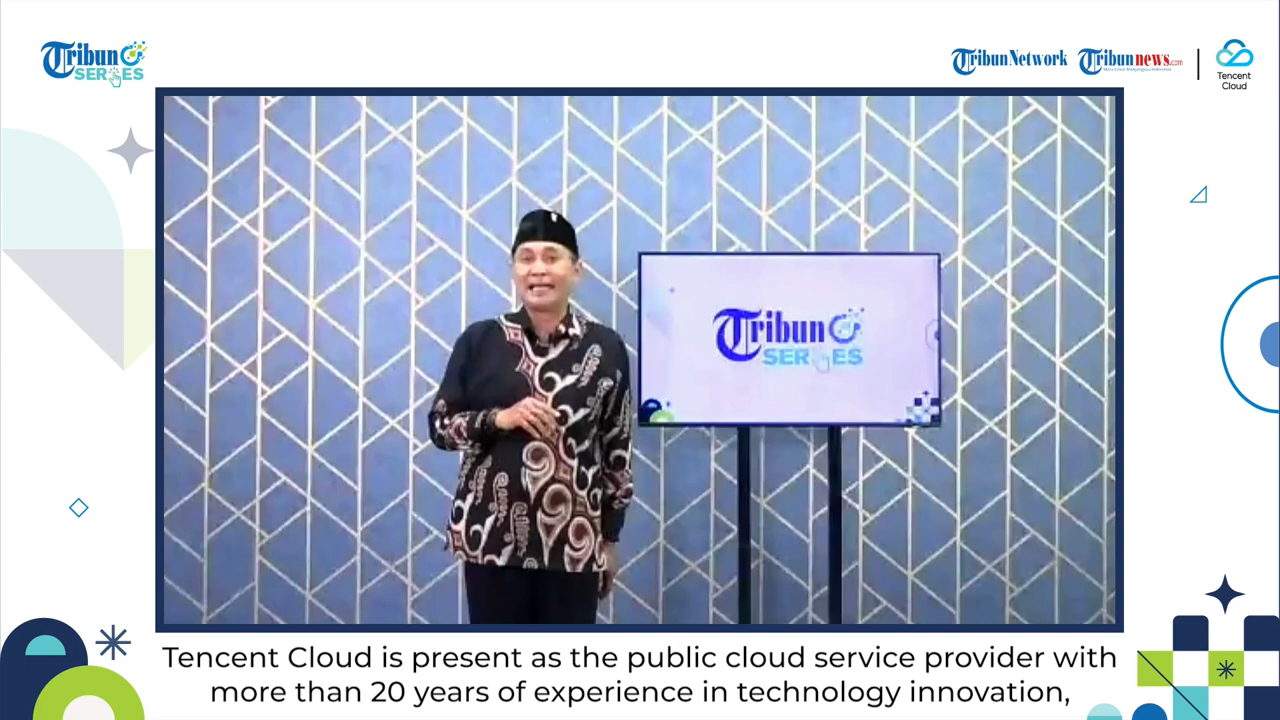 Tribun
SERIES
TribunNetwork
Tribunnews.com
Tencent
Cloud
Tribun
SERIES
Tencent Cloud is present as the public cloud service provider with
more than 20 years of experience in technology innovation,